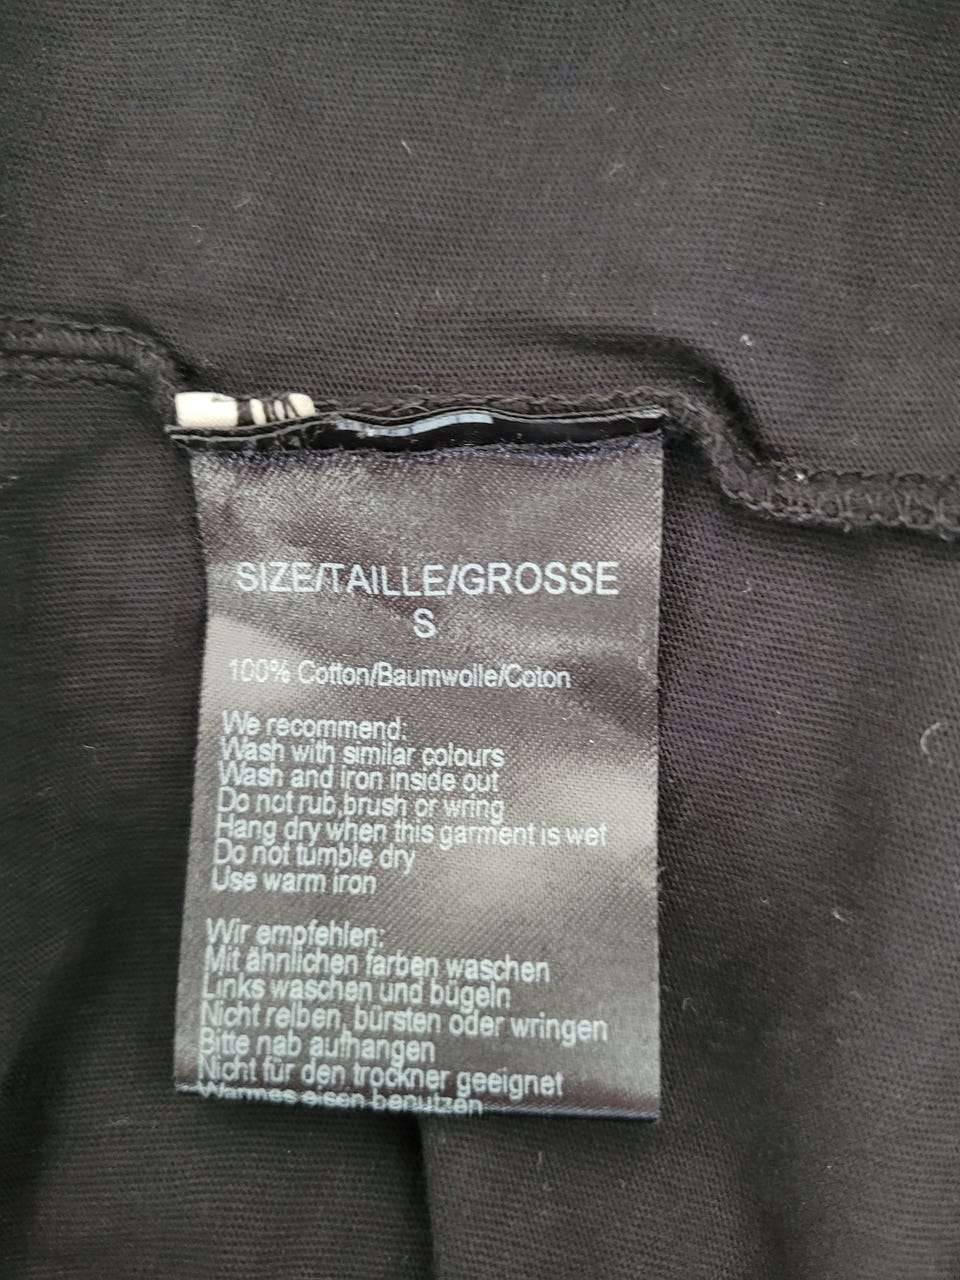 SIZE/TAILLE/GROSSE
S
100% Cotton/Baumwolle/Coton
We recommend:
Wash with similar colours
Wash and iron inside out
Do not rub,brush or wring
Hang dry when this garment is wet
Do not tumble dry
Use warm iron
Wir empfehlen:
Mit ähnlichen farben waschen
Links waschen und bügeln
Nicht reiben, bürsten oder wringen
Bitte nab aufhangen
Nicht für den trockner geeignet
Warmes eisen benutzen